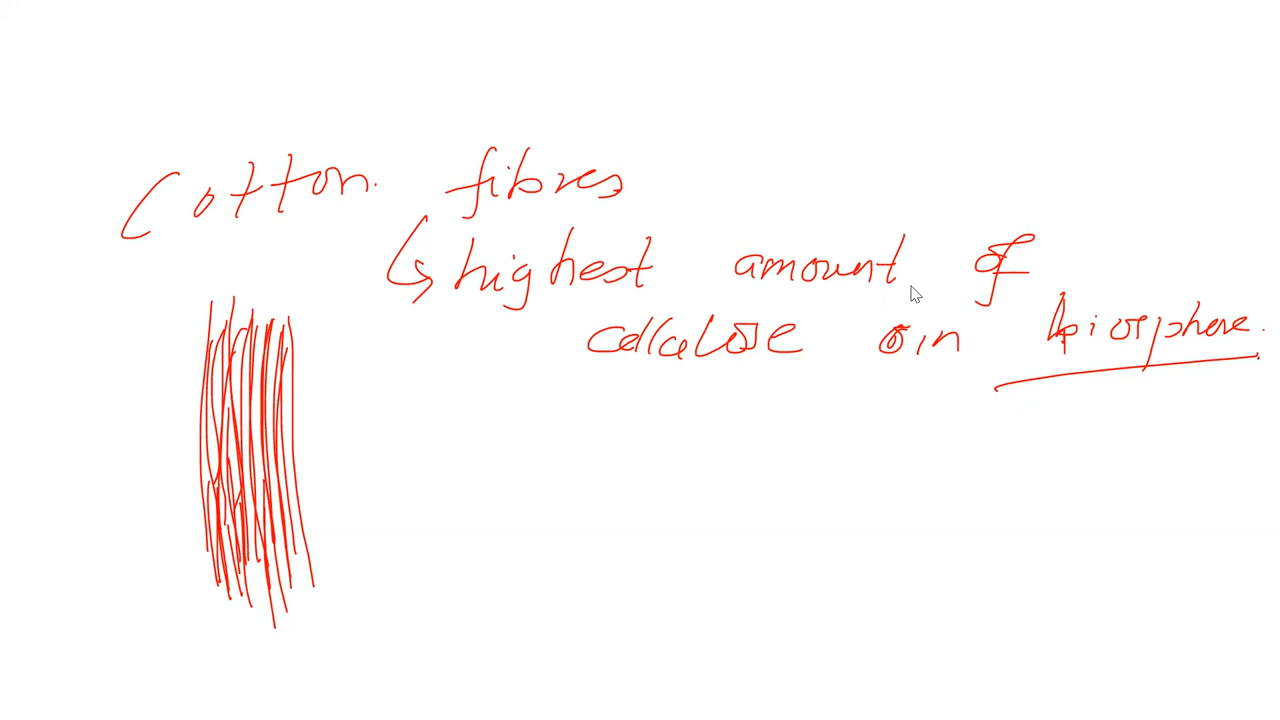 Cotton fibres
↳ highest amount of
cellulose in biosphere.